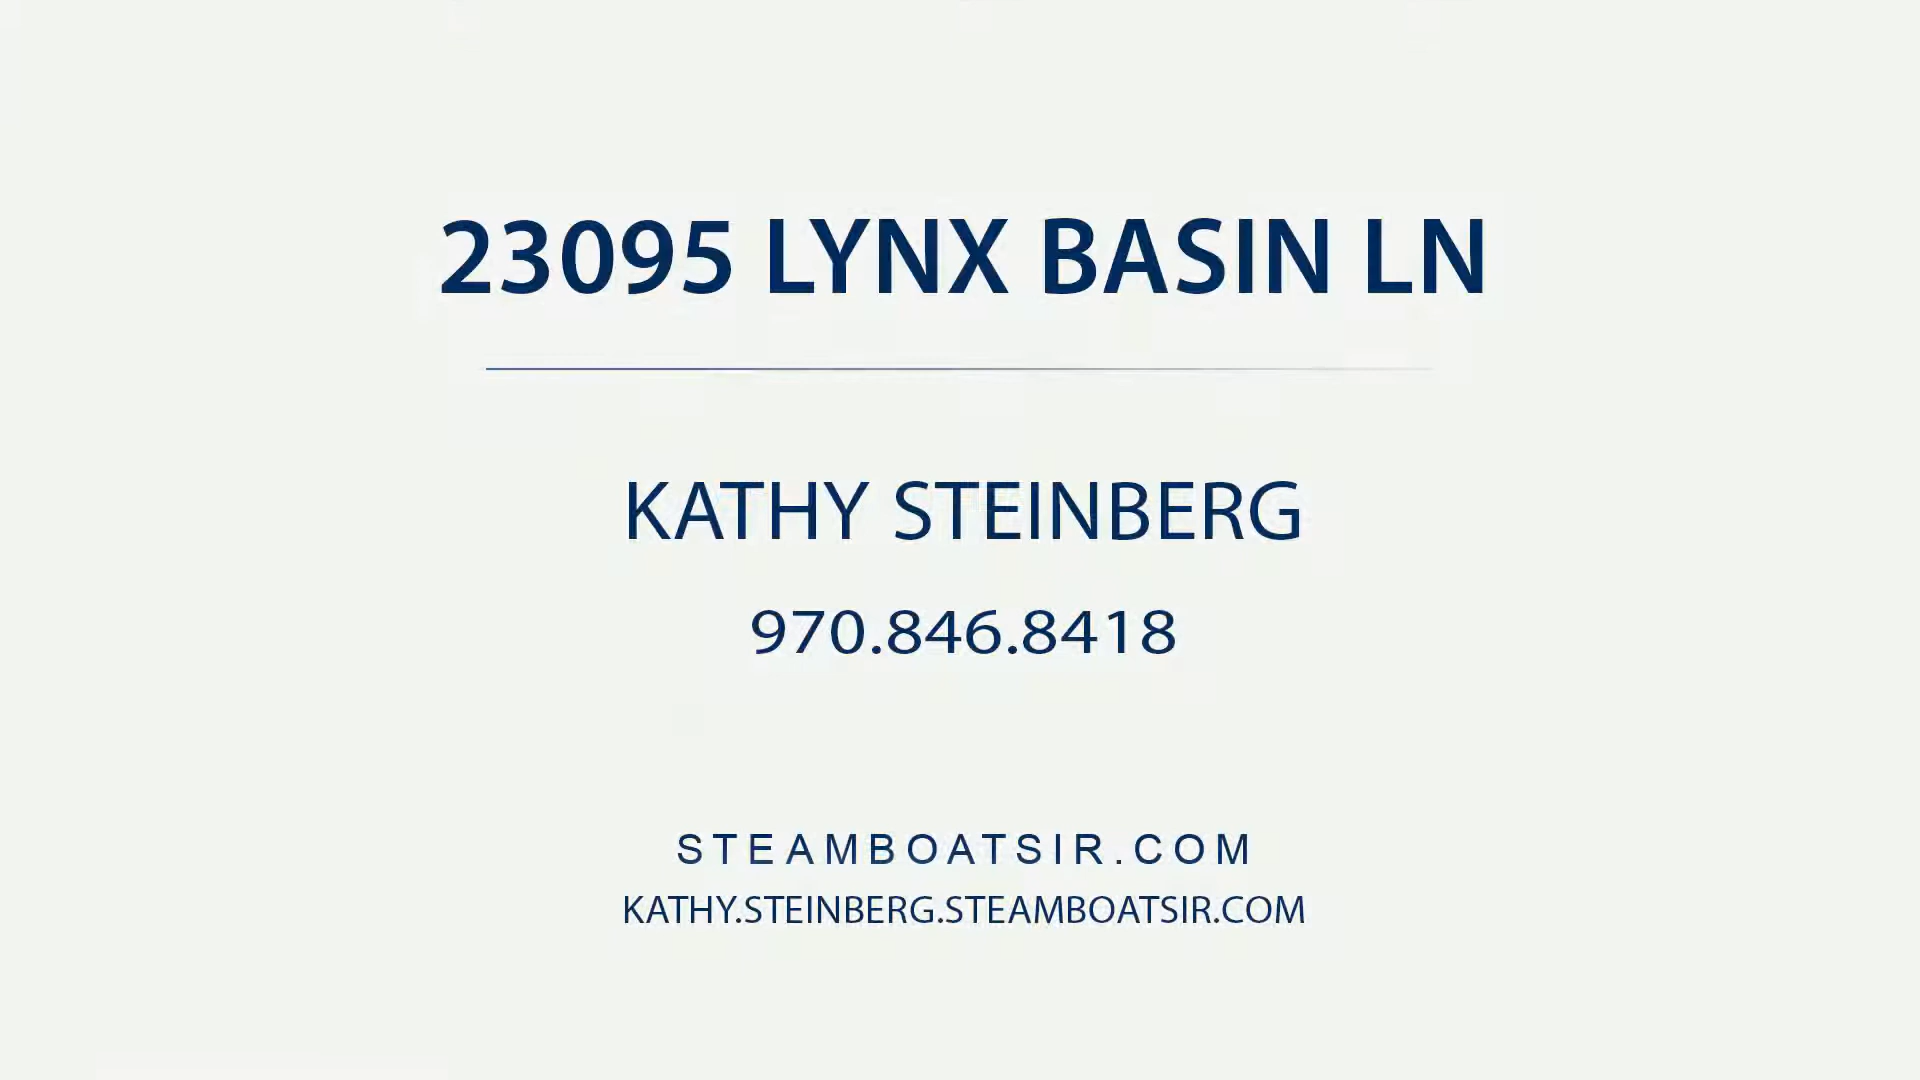 23095 LYNX BASIN LN
KATHY STEINBERG
970.846.8418
STEAMBOATSIR.COM
KATHY.STEINBERG.STEAMBOATSIR.COM